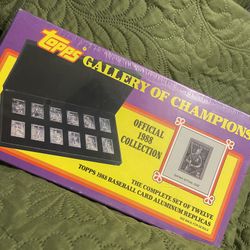 TOPPS
GALLERY OF CHAMPIONS
OFFICIAL
1988
COLLECTION
THE COMPLETE SET OF TWELVE
TOPPS 1988 BASEBALL CARD ALUMINUM REPLICAS